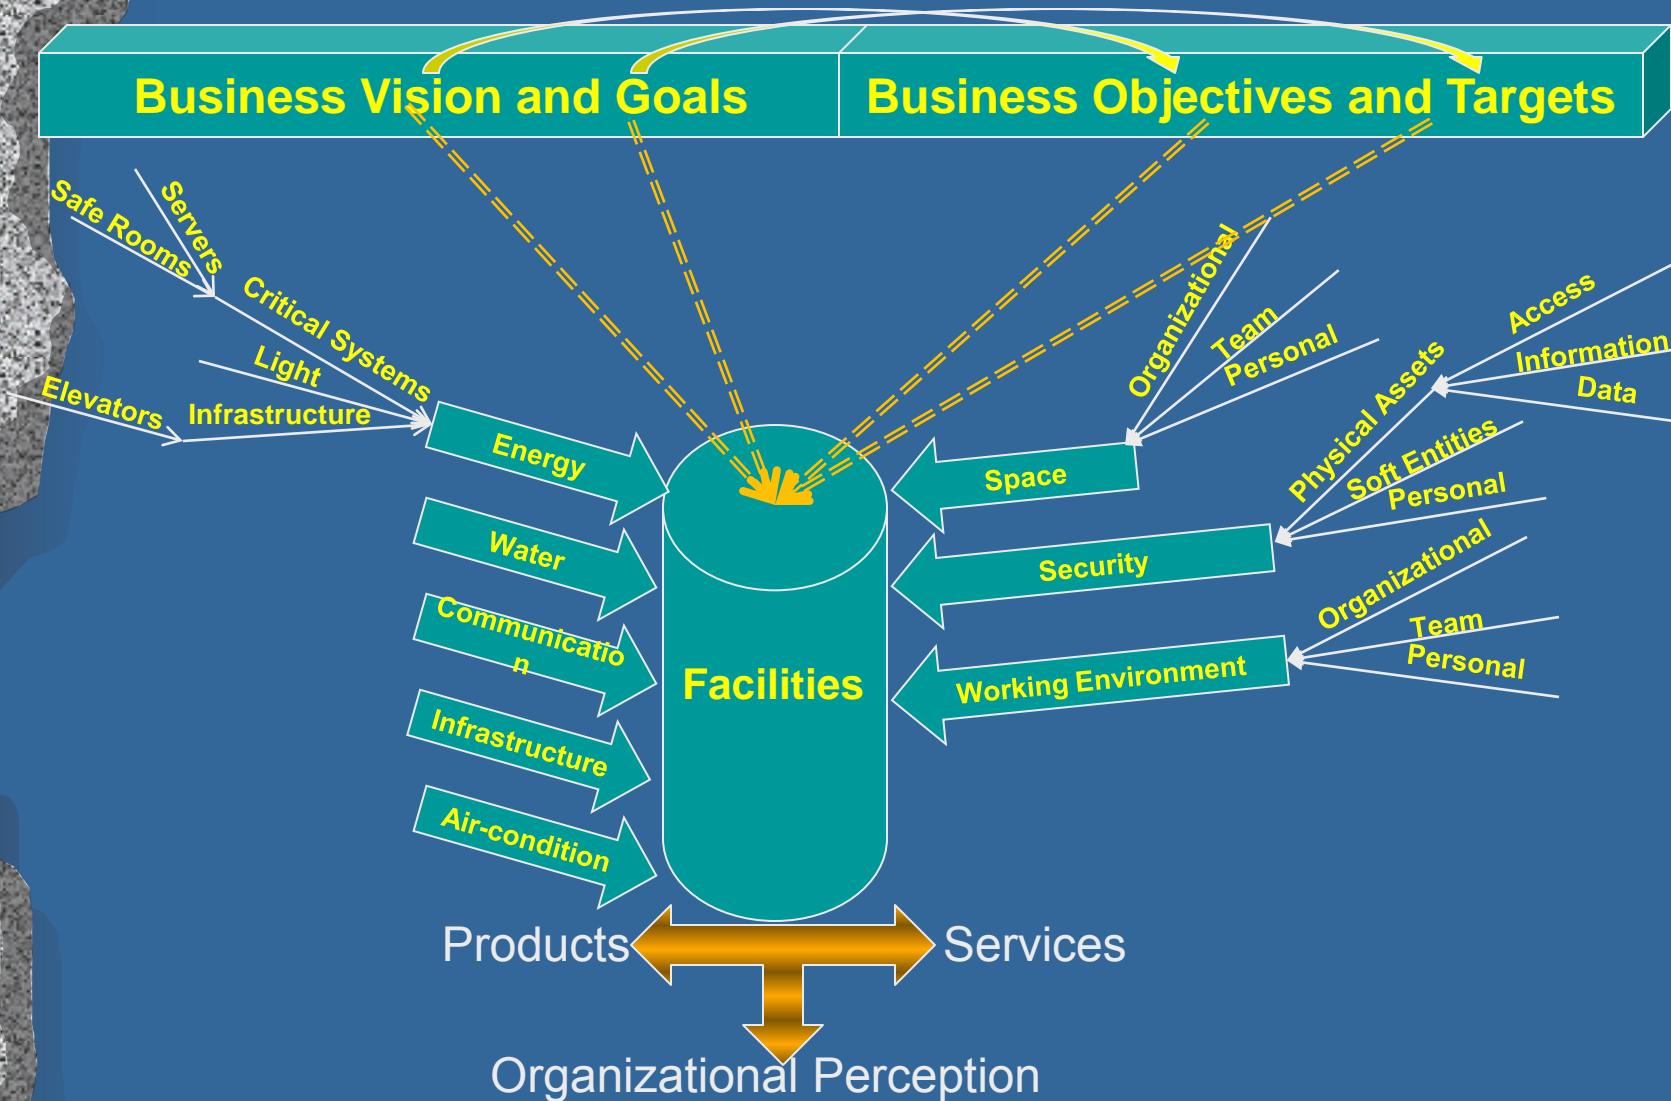 Business Vision and Goals
Business Objectives and Targets
Servers
Safe Rooms
Critical Systems
Light
Elevators
Infrastructure
Energy
Water
Communicatio
n
Infrastructure
Air-condition
Facilities
Organizational
Team
Personal
Space
Access
Information
Data
Physical Assets
Soft Entities
Personal
Security
Organizational
Team
Personal
Working Environment
Products
Services
Organizational Perception